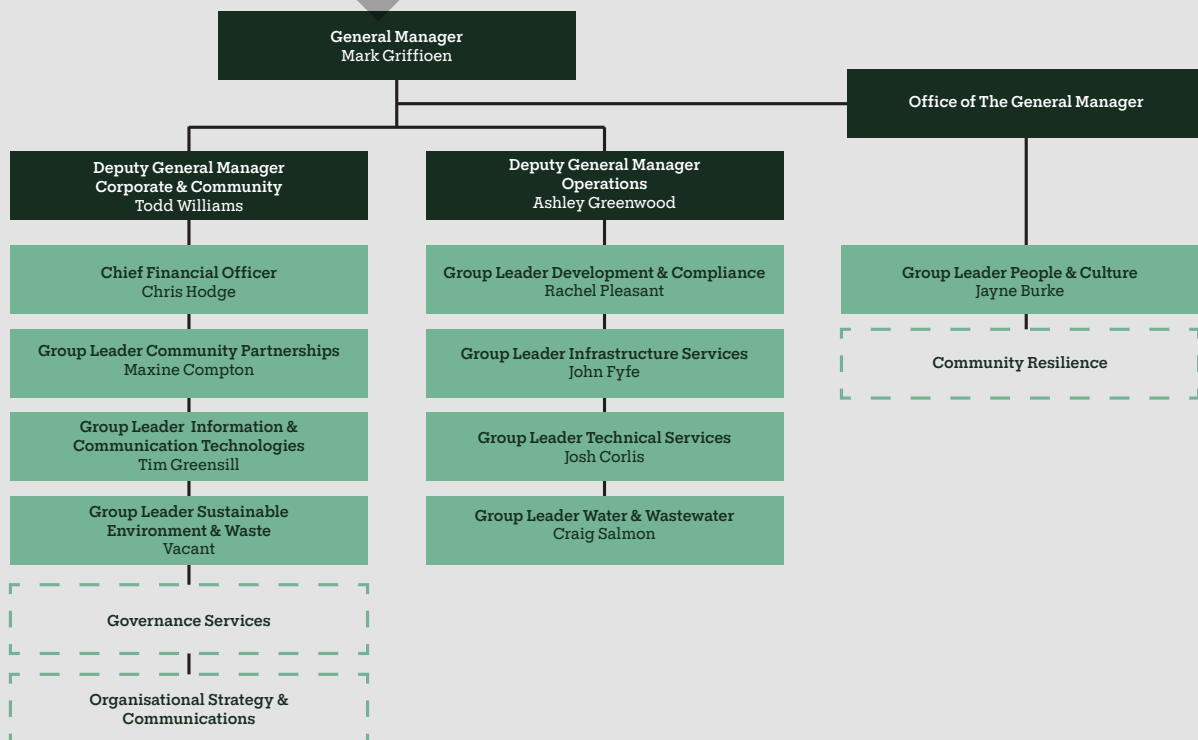 General Manager
Mark Griffioen
Office of The General Manager
Deputy General Manager
Corporate & Community
Todd Williams
Deputy General Manager
Operations
Ashley Greenwood
Chief Financial Officer
Chris Hodge
Group Leader Community Partnerships
Maxine Compton
Group Leader Information &
Communication Technologies
Tim Greensill
Group Leader Sustainable
Environment & Waste
Vacant
Governance Services
Organisational Strategy &
Communications
Group Leader Development & Compliance
Rachel Pleasant
Group Leader Infrastructure Services
John Fyfe
Group Leader Technical Services
Josh Corlis
Group Leader Water & Wastewater
Craig Salmon
Group Leader People & Culture
Jayne Burke
Community Resilience